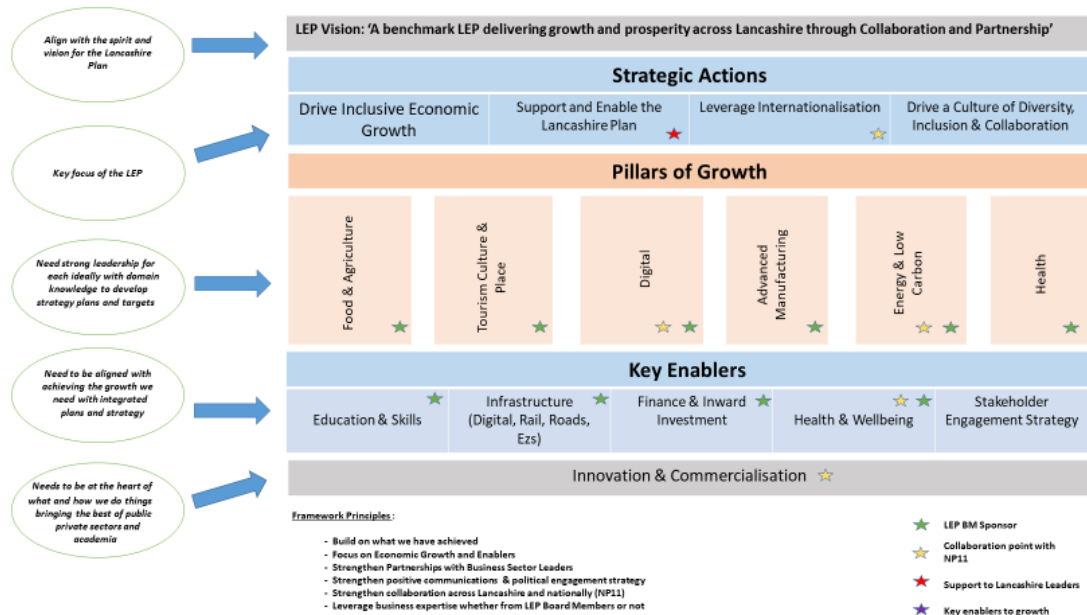 Align with the spirit and
vision for the Lancashire
Plan
Key focus of the LEP
Need strong leadership for
each ideally with domain
knowledge to develop
strategy plans and targets
Need to be aligned with
achieving the growth we
need with integrated
plans and strategy
Needs to be at the heart of
what and how we do things
bringing the best of public
private sectors and
academia
LEP Vision: ‘A benchmark LEP delivering growth and prosperity across Lancashire through Collaboration and Partnership’
Strategic Actions
Drive Inclusive Economic
Growth
Support and Enable the
Lancashire Plan
Leverage Internationalisation
Drive a Culture of Diversity,
Inclusion & Collaboration
Pillars of Growth
Food & Agriculture
Tourism Culture &
Place
Digital
Advanced
Manufacturing
Energy & Low
Carbon
Health
Key Enablers
Education & Skills
Infrastructure
(Digital, Rail, Roads,
Ezs)
Finance & Inward
Investment
Health & Wellbeing
Stakeholder
Engagement Strategy
Innovation & Commercialisation
Framework Principles :
- Build on what we have achieved
- Focus on Economic Growth and Enablers
- Strengthen Partnerships with Business Sector Leaders
- Strengthen positive communications & political engagement strategy
- Strengthen collaboration across Lancashire and nationally (NP11)
- Leverage business expertise whether from LEP Board Members or not
LEP BM Sponsor
Collaboration point with
NP11
Support to Lancashire Leaders
Key enablers to growth